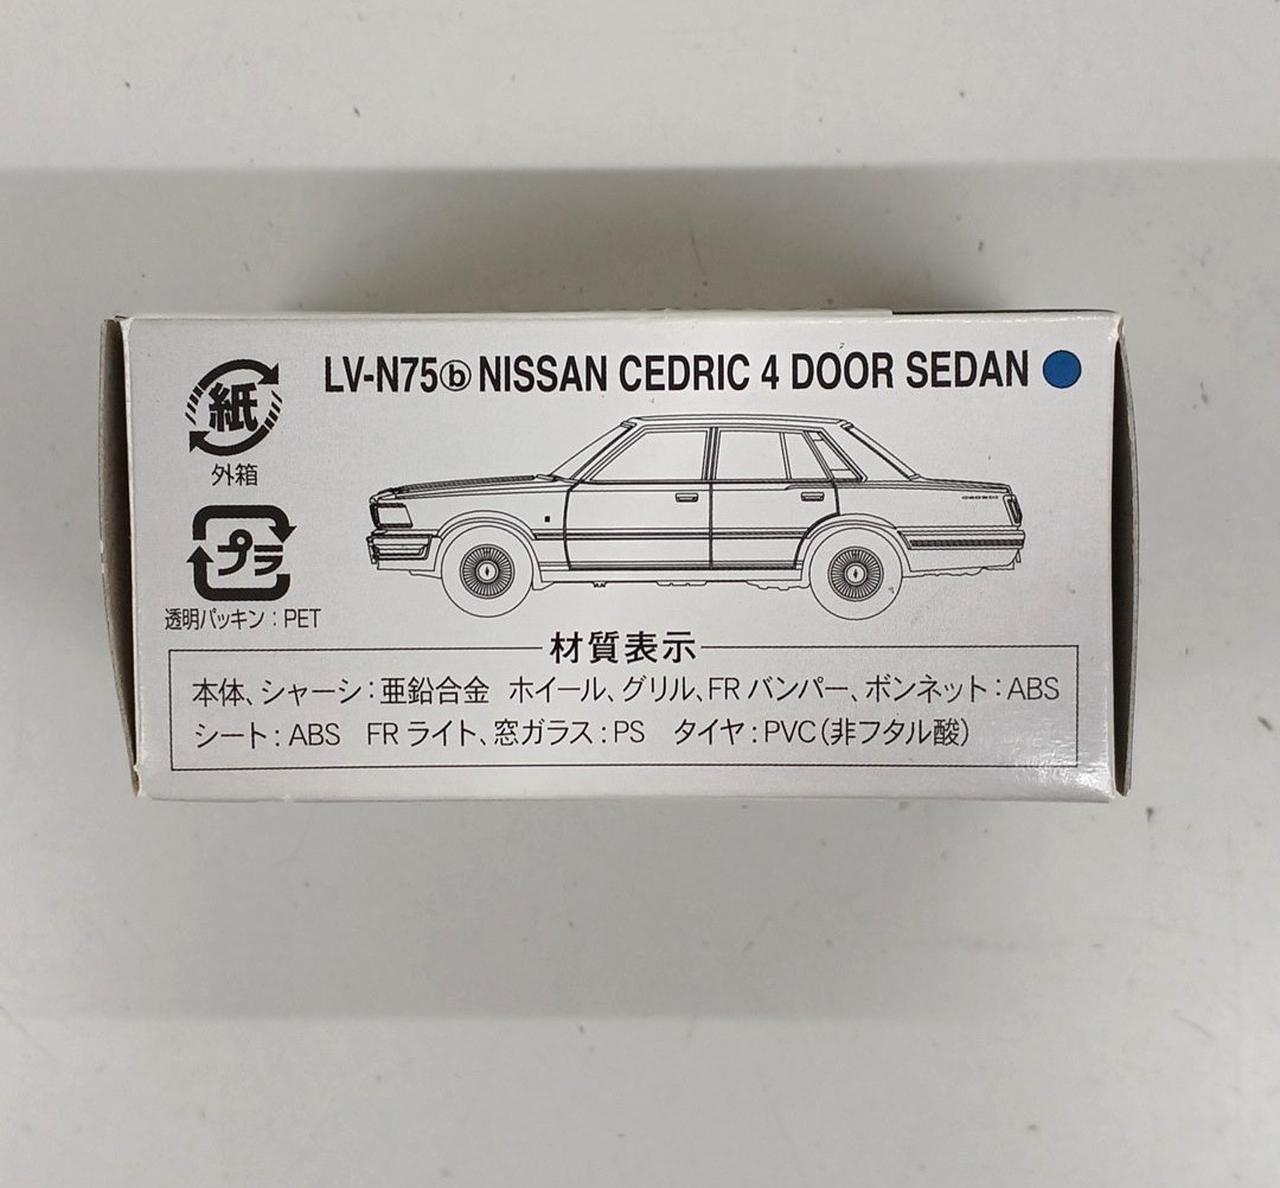 LV-N75ⓑ NISSAN CEDRIC 4 DOOR SEDAN
紙
外箱
プラ
透明パッキン：PET
材質表示
本体、シャーシ：亜鉛合金　ホイール、グリル、FR バンパー、ボンネット：ABS
シート：ABS　FR ライト、窓ガラス：PS　タイヤ：PVC（非フタル酸）